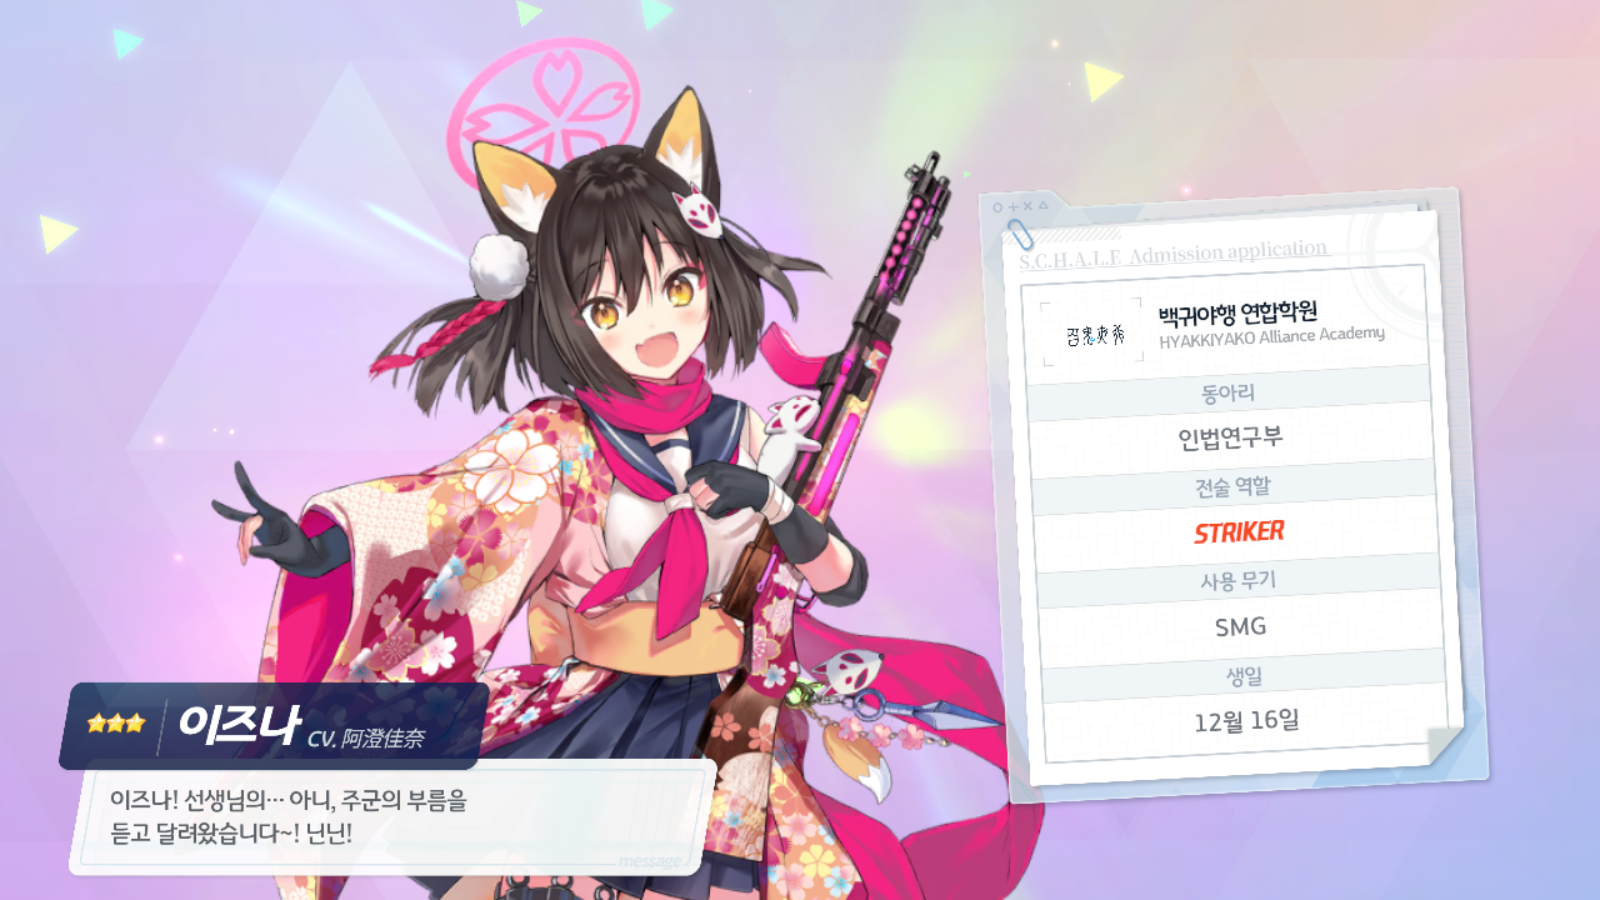 S.C.H.A.L.E Admission application
백귀야행 연합학원
HYAKKIYAKO Alliance Academy
동아리
인법연구부
전술 역할
STRIKER
사용 무기
SMG
생일
12월 16일
이즈나 CV. 阿澄佳奈
이즈나! 선생님의… 아니, 주군의 부름을
듣고 달려왔습니다~! 닌닌!
message